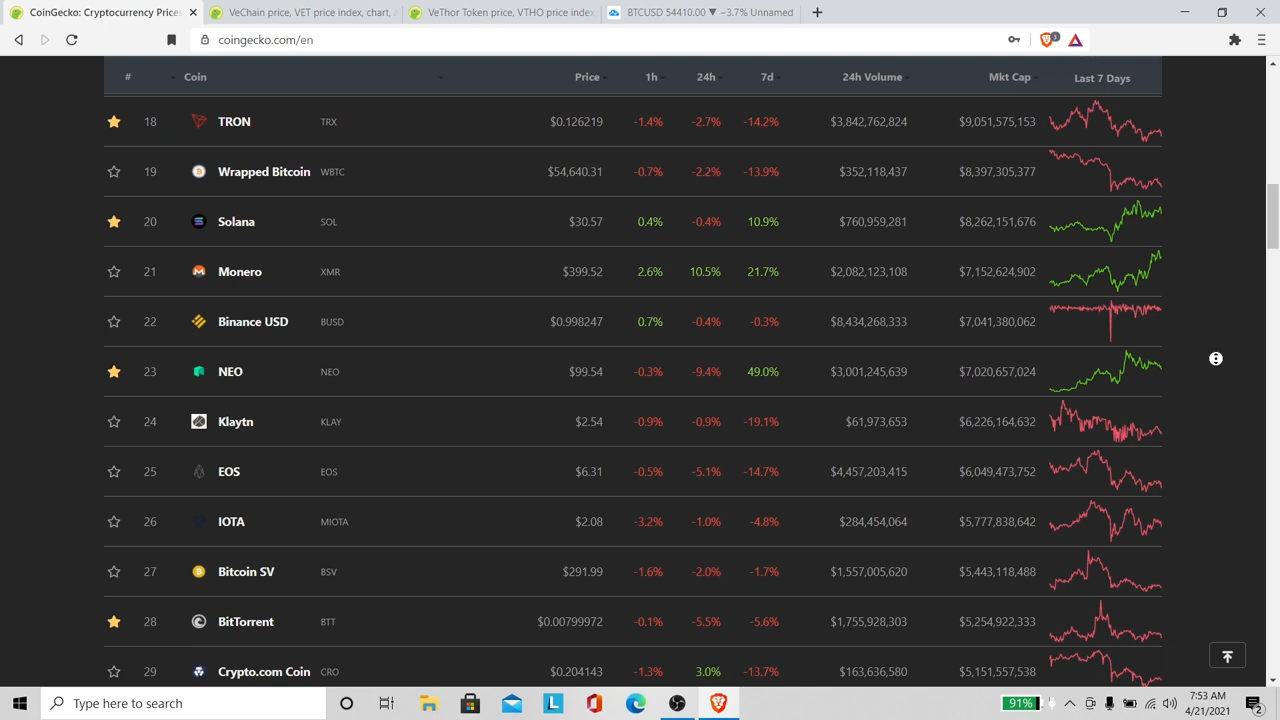 CoinGecko: Cryptocurrency Prices
VeChain price, VET price index, chart, a
VeThor Token price, VTHO price index
BTCUSD 54410.00 ▼ −3.7% Unnamed
coingecko.com/en
3
# Coin Price 1h 24h 7d 24h Volume Mkt Cap Last 7 Days
18 TRON TRX $0.126219 -1.4% -2.7% -14.2% $3,842,762,824 $9,051,575,153
19 Wrapped Bitcoin WBTC $54,640.31 -0.7% -2.2% -13.9% $352,118,437 $8,397,305,377
20 Solana SOL $30.57 0.4% -0.4% 10.9% $760,959,281 $8,262,151,676
21 Monero XMR $399.52 2.6% 10.5% 21.7% $2,082,123,108 $7,152,624,902
22 Binance USD BUSD $0.998247 0.7% -0.4% -0.3% $8,434,268,333 $7,041,380,062
23 NEO NEO $99.54 -0.3% -9.4% 49.0% $3,001,245,639 $7,020,657,024
24 Klaytn KLAY $2.54 -0.9% -0.9% -19.1% $61,973,653 $6,226,164,632
25 EOS EOS $6.31 -0.5% -5.1% -14.7% $4,457,203,415 $6,049,473,752
26 IOTA MIOTA $2.08 -3.2% -1.0% -4.8% $284,454,064 $5,777,838,642
27 Bitcoin SV BSV $291.99 -1.6% -2.0% -1.7% $1,557,005,620 $5,443,118,488
28 BitTorrent BTT $0.00799972 -0.1% -5.5% -5.6% $1,755,928,303 $5,254,922,333
29 Crypto.com Coin CRO $0.204143 -1.3% 3.0% -13.7% $163,636,580 $5,151,557,538
Type here to search
91%
7:53 AM
4/21/2021
2